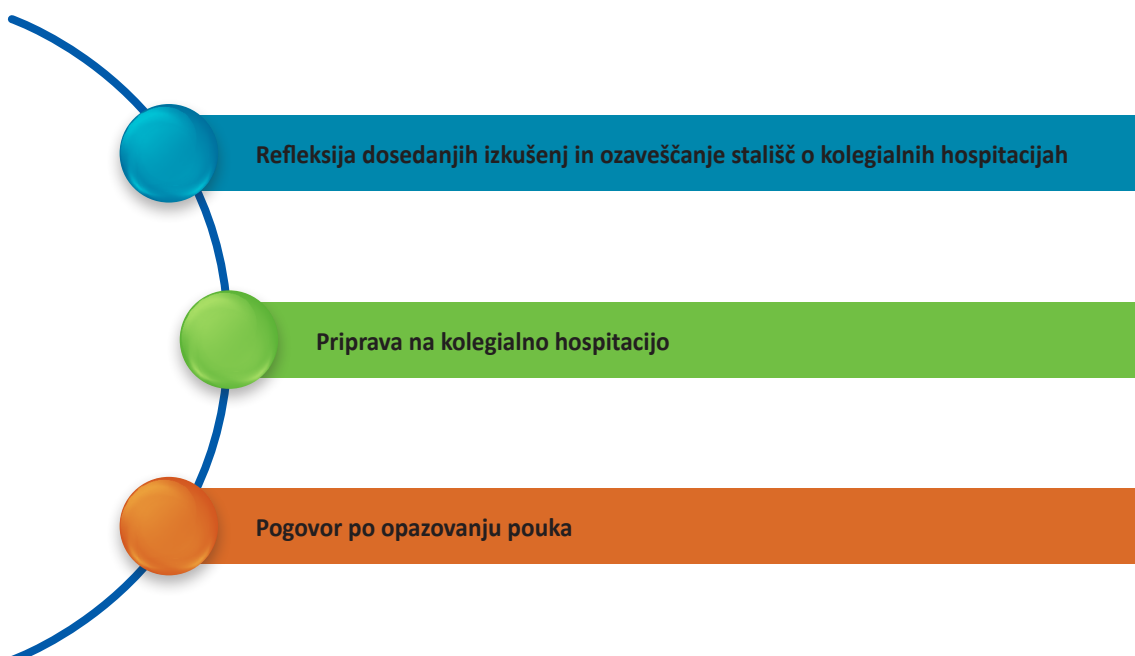 Refleksija dosedanjih izkušenj in ozaveščanje stališč o kolegialnih hospitacijah
Priprava na kolegialno hospitacijo
Pogovor po opazovanju pouka